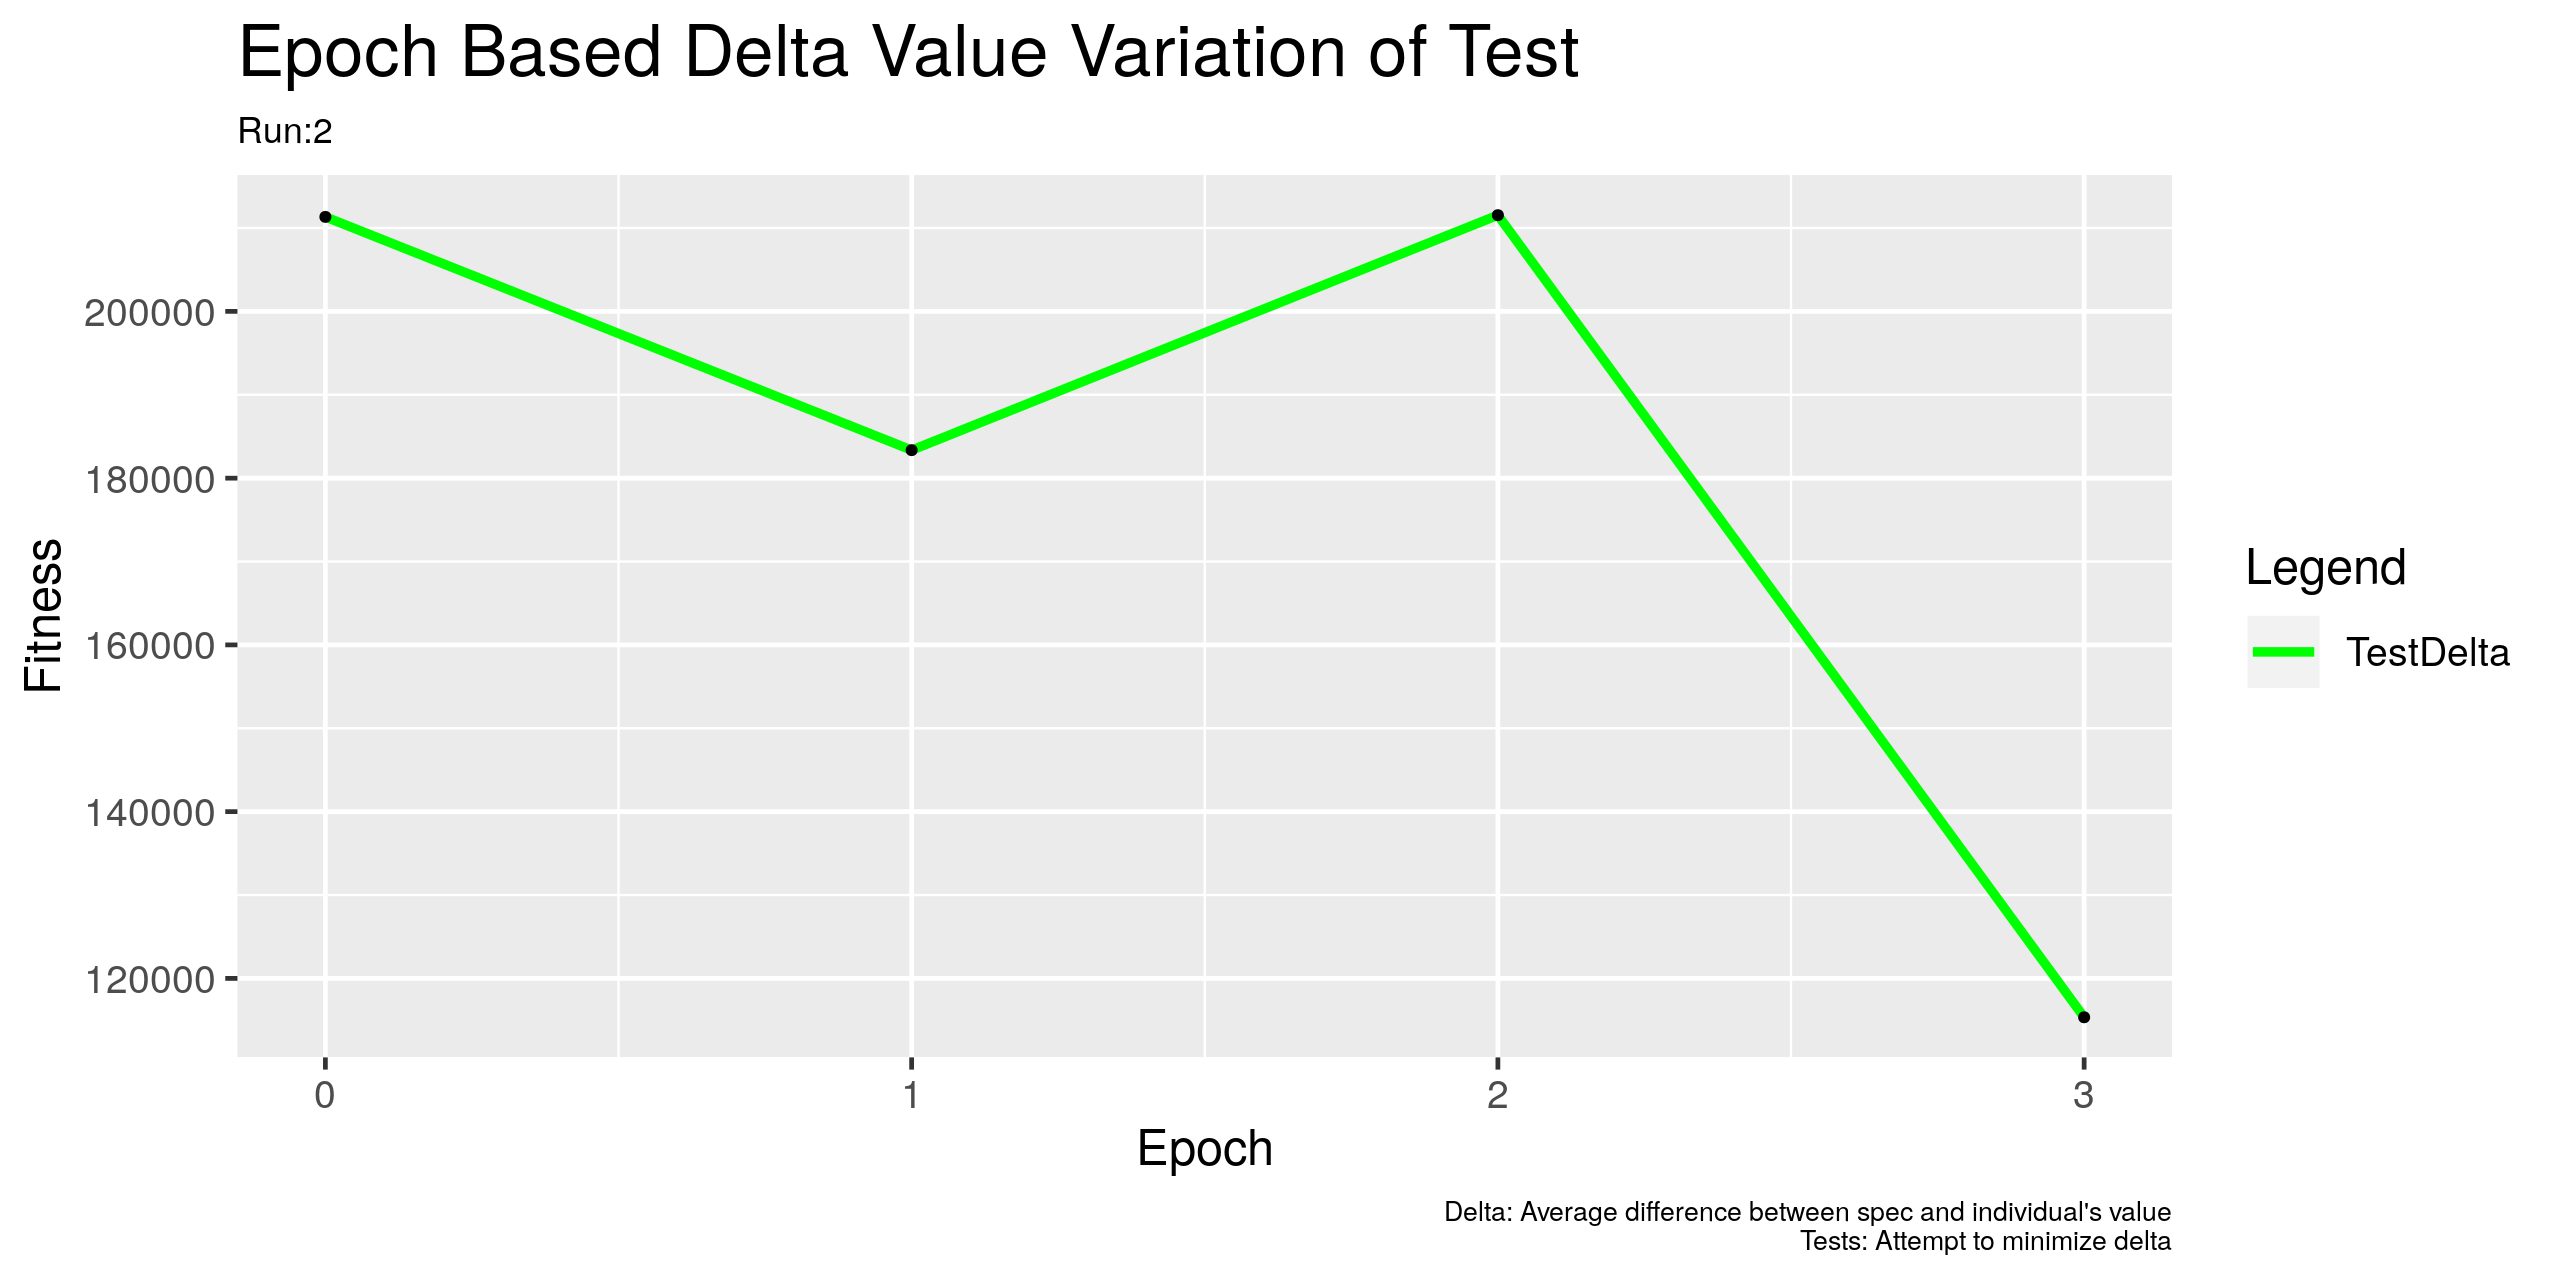 Epoch Based Delta Value Variation of Test
Run:2
Fitness
200000
180000
160000
140000
120000
0 1 2 3
Epoch
Legend
TestDelta
Delta: Average difference between spec and individual's value
Tests: Attempt to minimize delta